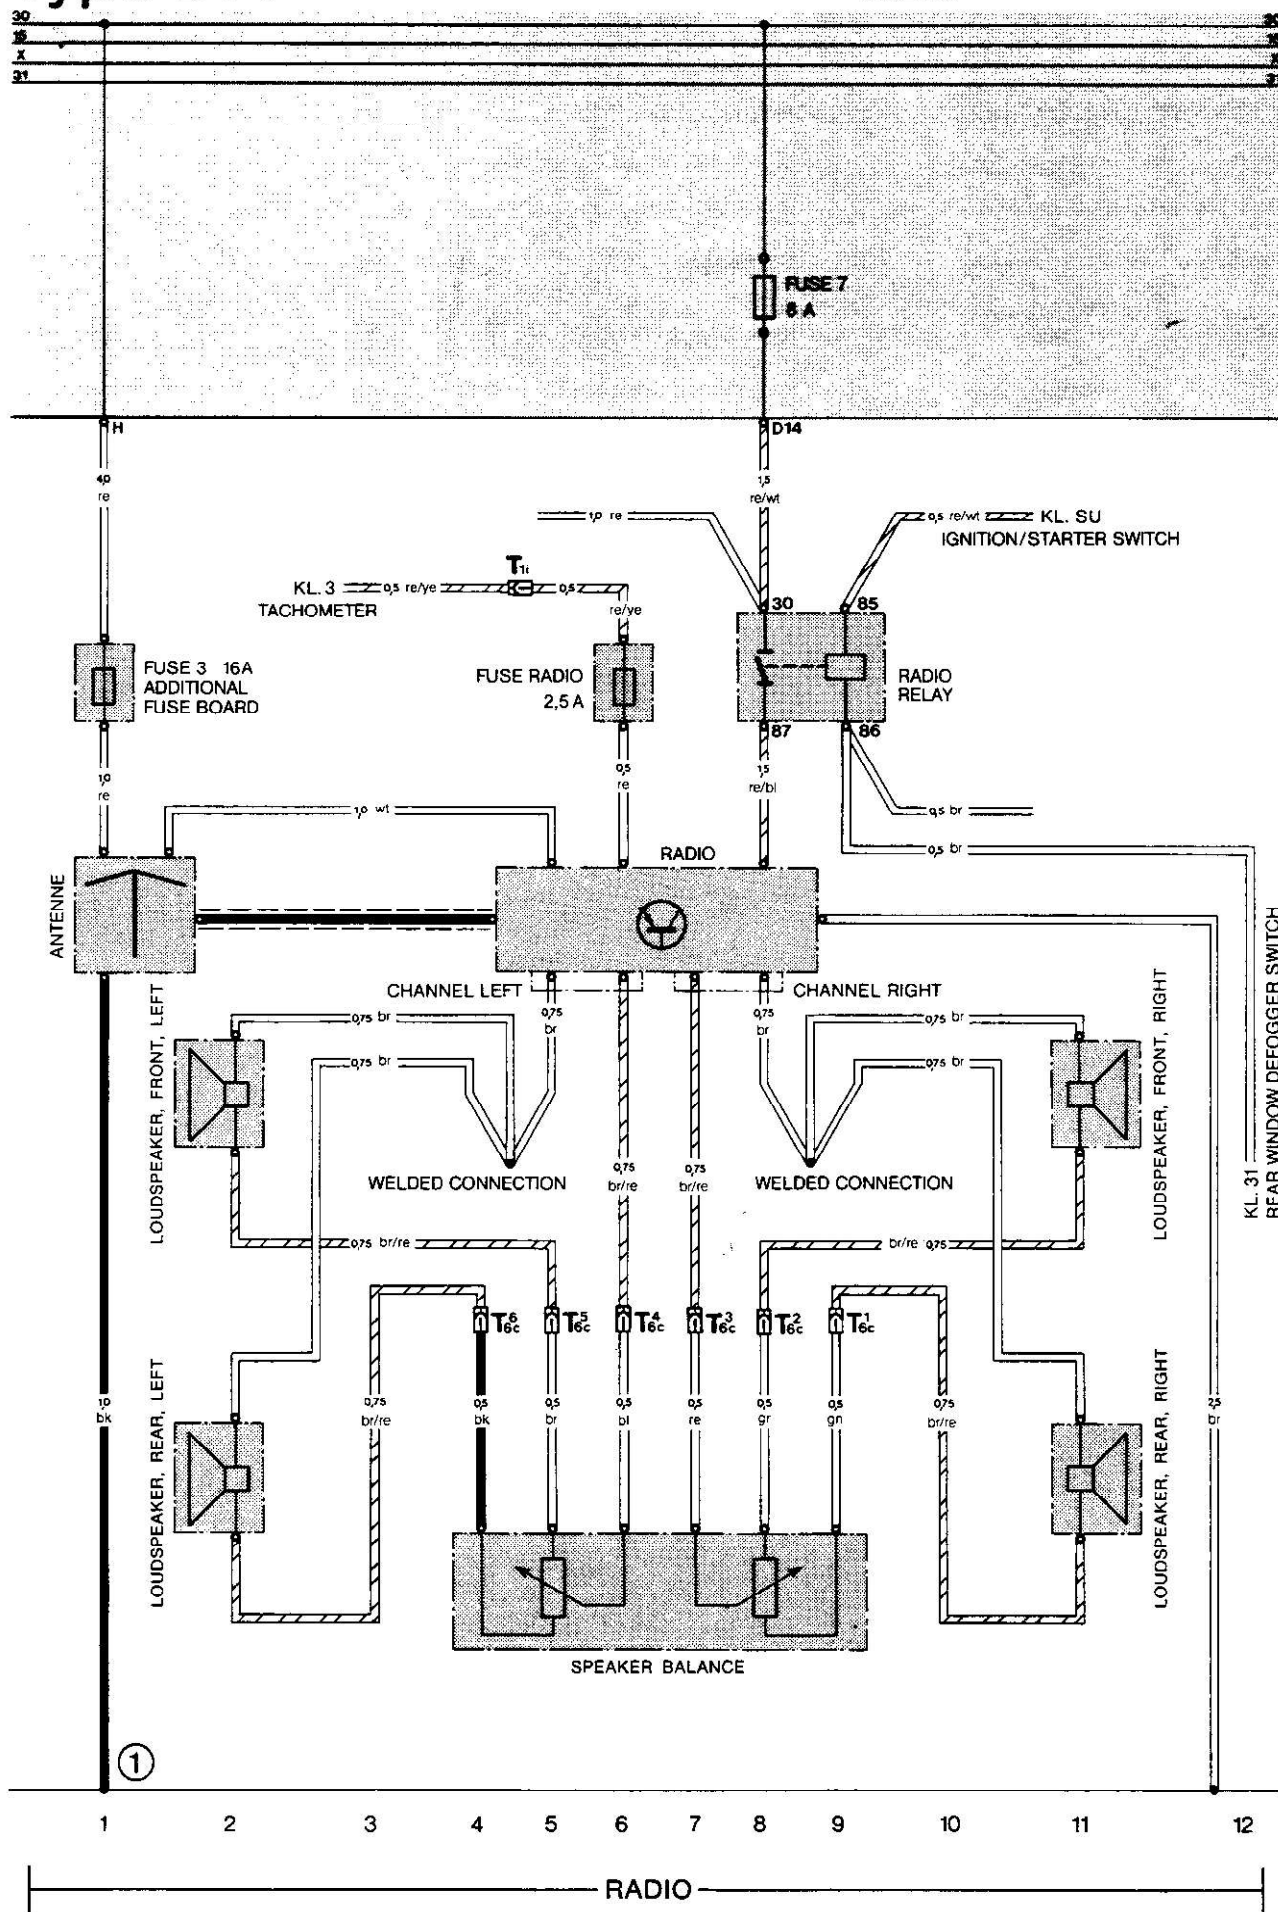 30
15
X
31
FUSE 7
8 A
H
D14
4,0
re
1,5
re/wt
1,0 re
0,5 re/wt
KL. SU
IGNITION/STARTER SWITCH
T1i
KL. 3
0,5 re/ye
0,5
TACHOMETER
re/ye
30
85
FUSE 3 16A
ADDITIONAL
FUSE BOARD
FUSE RADIO
2,5 A
RADIO
RELAY
87
86
1,0
re
0,5
re
1,5
re/bl
1,0 wt
0,5 br
0,5 br
RADIO
ANTENNE
CHANNEL LEFT
CHANNEL RIGHT
0,75
br
0,75
br
0,75 br
0,75 br
0,75 br
0,75 br
LOUDSPEAKER, FRONT, LEFT
LOUDSPEAKER, FRONT, RIGHT
KL. 31
REAR WINDOW DEFOGGER SWITCH
WELDED CONNECTION
WELDED CONNECTION
0,75
br/re
0,75
br/re
0,75 br/re
br/re 0,75
T6c6
T6c5
T6c4
T6c3
T6c2
T6c1
LOUDSPEAKER, REAR, LEFT
LOUDSPEAKER, REAR, RIGHT
1,0
bk
0,75
br/re
0,5
bk
0,5
br
0,5
bl
0,5
re
0,5
gr
0,5
gn
0,75
br/re
2,5
br
SPEAKER BALANCE
1
1 2 3 4 5 6 7 8 9 10 11 12
RADIO